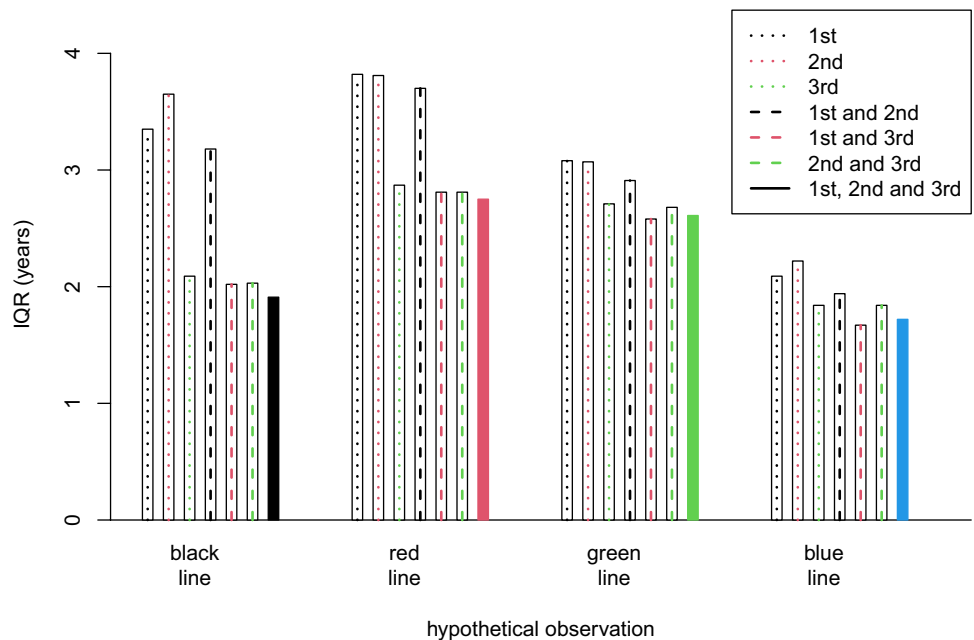 1st
2nd
3rd
1st and 2nd
1st and 3rd
2nd and 3rd
1st, 2nd and 3rd
4
3
2
1
0
IQR (years)
black
line
red
line
green
line
blue
line
hypothetical observation